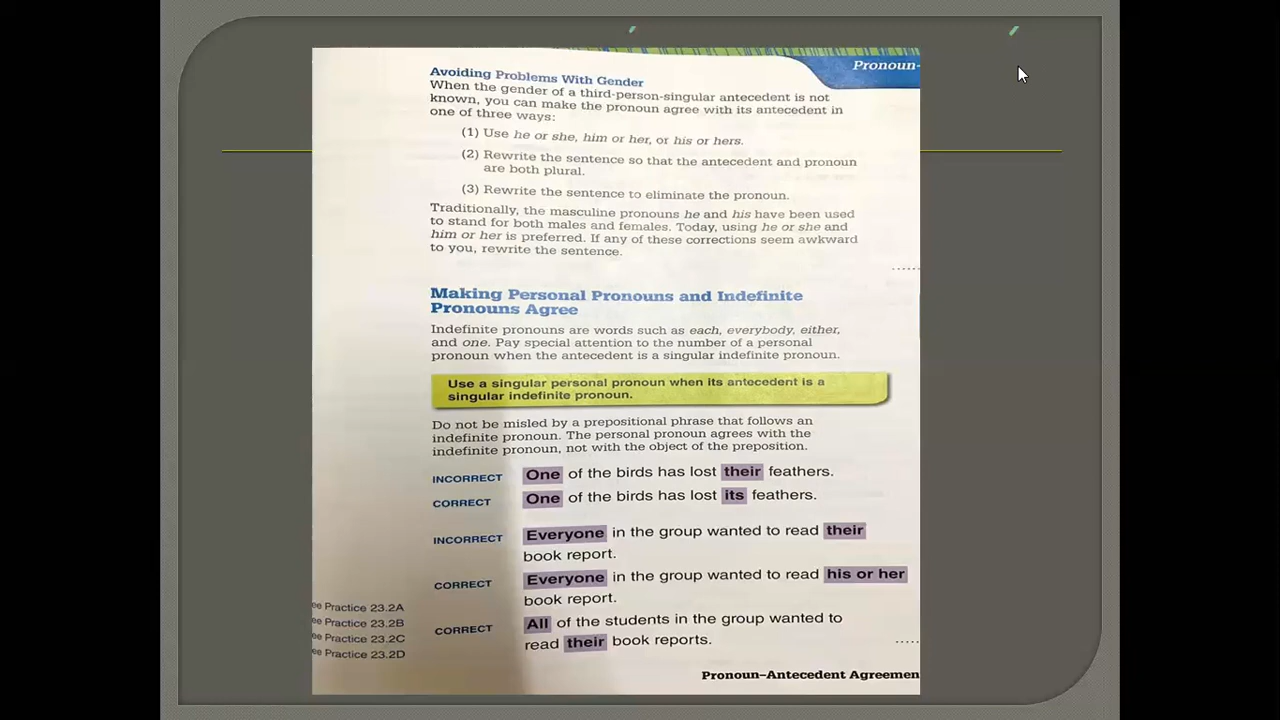 Pronoun-
Avoiding Problems With Gender
When the gender of a third-person-singular antecedent is not
known, you can make the pronoun agree with its antecedent in
one of three ways:
(1) Use he or she, him or her, or his or hers.
(2) Rewrite the sentence so that the antecedent and pronoun
are both plural.
(3) Rewrite the sentence to eliminate the pronoun.
Traditionally, the masculine pronouns he and his have been used
to stand for both males and females. Today, using he or she and
him or her is preferred. If any of these corrections seem awkward
to you, rewrite the sentence.
Making Personal Pronouns and Indefinite
Pronouns Agree
Indefinite pronouns are words such as each, everybody, either,
and one. Pay special attention to the number of a personal
pronoun when the antecedent is a singular indefinite pronoun.
Use a singular personal pronoun when its antecedent is a
singular indefinite pronoun.
Do not be misled by a prepositional phrase that follows an
indefinite pronoun. The personal pronoun agrees with the
indefinite pronoun, not with the object of the preposition.
INCORRECT One of the birds has lost their feathers.
CORRECT One of the birds has lost its feathers.
INCORRECT Everyone in the group wanted to read their
book report.
CORRECT Everyone in the group wanted to read his or her
book report.
CORRECT All of the students in the group wanted to
read their book reports.
ee Practice 23.2A
ee Practice 23.2B
ee Practice 23.2C
ee Practice 23.2D
Pronoun–Antecedent Agreemen